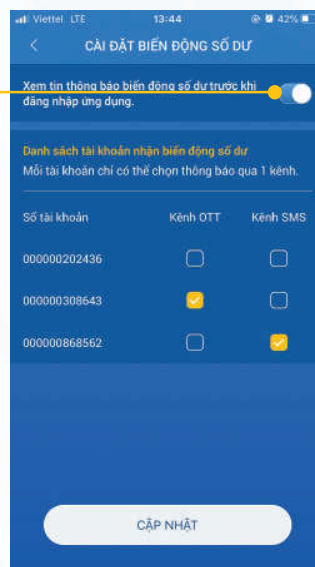 Viettel LTE 13:44 42%
CÀI ĐẶT BIẾN ĐỘNG SỐ DƯ
Xem tin thông báo biến động số dư trước khi
đăng nhập ứng dụng.
Danh sách tài khoản nhận biến động số dư
Mỗi tài khoản chỉ có thể chọn thông báo qua 1 kênh.
Số tài khoản Kênh OTT Kênh SMS
000000202436
000000308643
000000868562
CẬP NHẬT